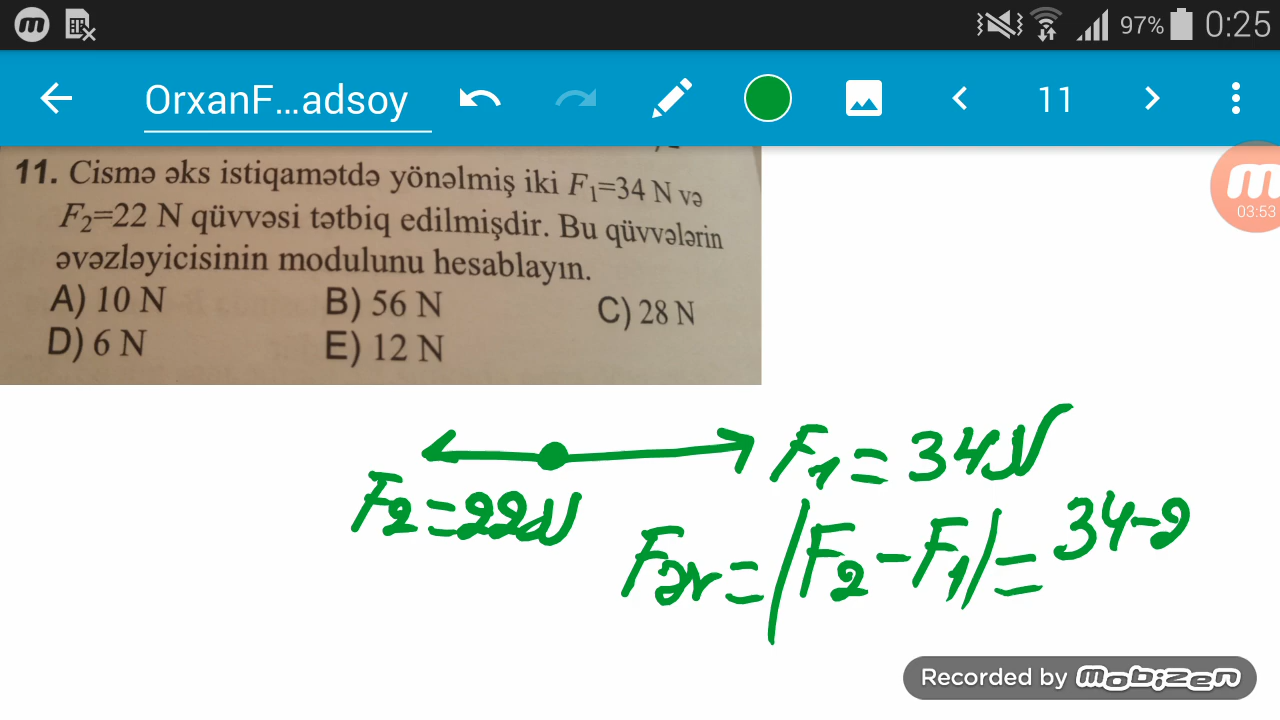 97% 0:25
OrxanF...adsoy 11
03:53
11. Cismə əks istiqamətdə yönəlmiş iki F₁=34 N və
F₂=22 N qüvvəsi tətbiq edilmişdir. Bu qüvvələrin
əvəzləyicisinin modulunu hesablayın.
A) 10 N B) 56 N C) 28 N
D) 6 N E) 12 N
F₁=34N
F₂=22N
Fəv=|F₂-F₁|=34-2
Recorded by mobizen